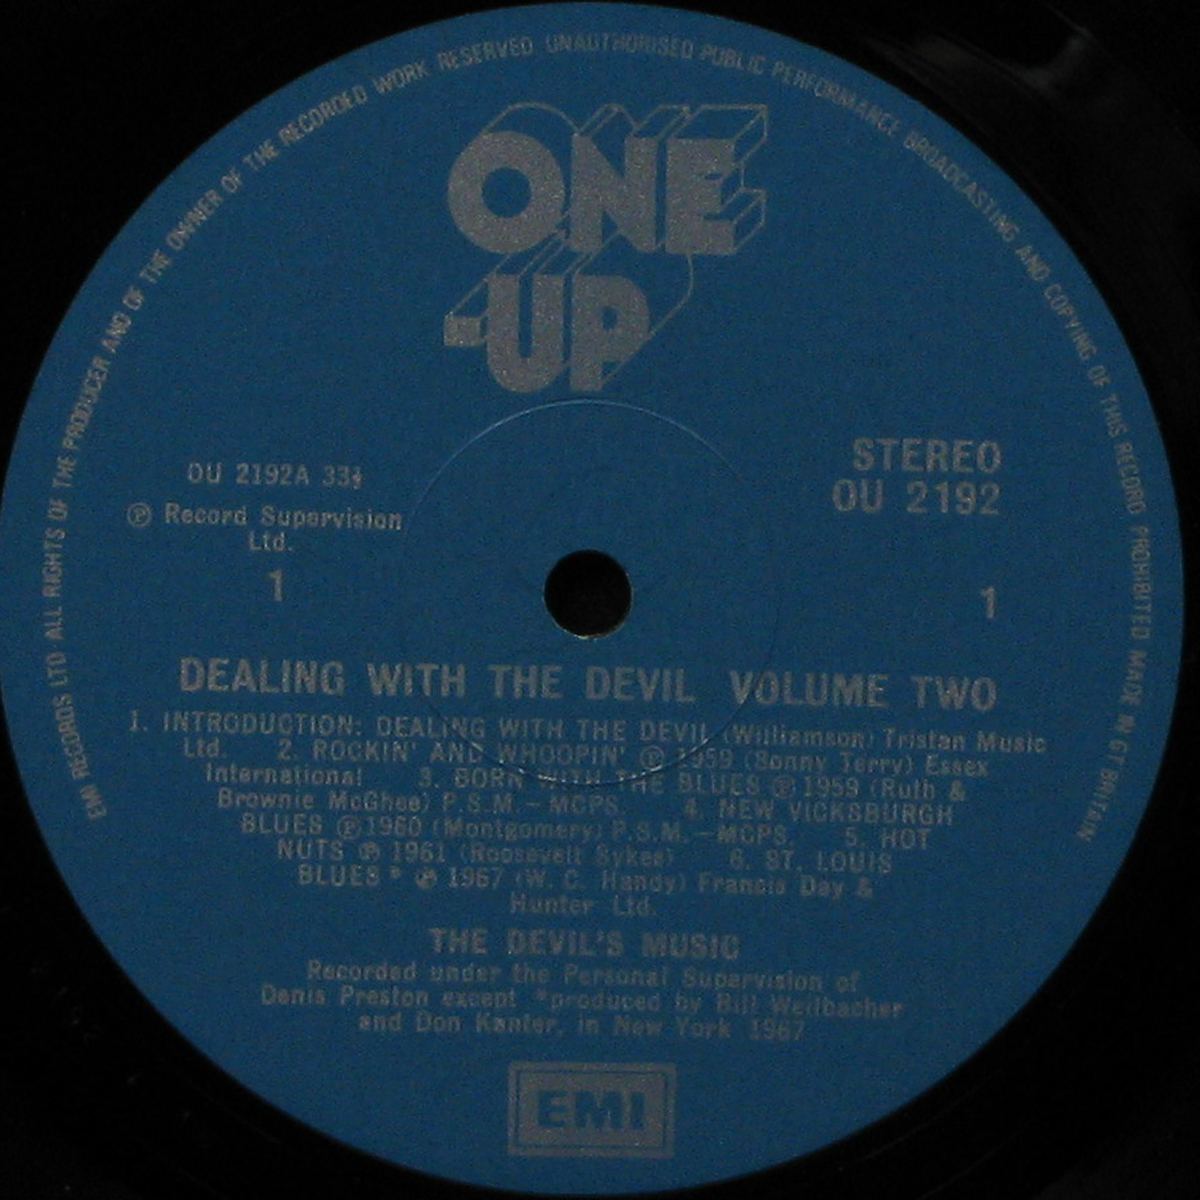 EMI RECORDS LTD ALL RIGHTS OF THE PRODUCER AND OF THE OWNER OF THE RECORDED WORK RESERVED UNAUTHORISED PUBLIC PERFORMANCE BROADCASTING AND COPYING OF THIS RECORD PROHIBITED MADE IN GT BRITAIN
ONE
-UP
STEREO
OU 2192A 33⅓
OU 2192
Ⓟ Record Supervision
Ltd.
1
1
DEALING WITH THE DEVIL VOLUME TWO
1. INTRODUCTION: DEALING WITH THE DEVIL (Williamson) Tristan Music
Ltd. 2. ROCKIN' AND WHOOPIN' Ⓟ 1959 (Sonny Terry) Essex
International 3. BORN WITH THE BLUES Ⓟ 1959 (Ruth &
Brownie McGhee) P.S.M. - MCPS. 4. NEW VICKSBURGH
BLUES Ⓟ 1960 (Montgomery) P.S.M. - MCPS. 5. HOT
NUTS Ⓟ 1961 (Roosevelt Sykes) 6. ST. LOUIS
BLUES * Ⓟ 1967 (W. C. Handy) Francis Day &
Hunter Ltd.
THE DEVIL'S MUSIC
Recorded under the Personal Supervision of
Denis Preston except *produced by Bill Weilbacher
and Don Kanter, in New York 1967
EMI